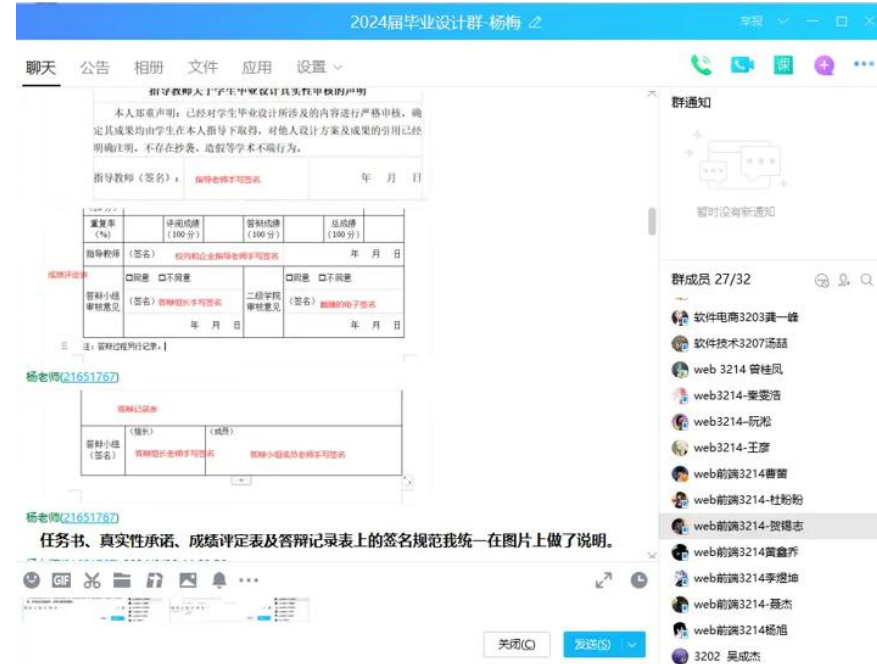 2024届毕业设计群-杨梅
举报
聊天 公告 相册 文件 应用 设置
指导教师关于学生毕业设计真实性审核的声明
本人郑重声明：已经对学生毕业设计所涉及的内容进行严格审核，确
定其成果均由学生在本人指导下取得，对他人设计方案及成果的引用已经
明确注明，不存在抄袭、造假等学术不端行为。
指导教师（签名）： 指导老师手写签名 年 月 日
重复率（%） 评阅成绩（100分） 答辩成绩（100分） 总成绩（100分）
指导教师 （签名） 校内和企业指导老师手写签名 年 月 日
成绩评定表
答辩小组审核意见 □同意 □不同意 （签名）答辩组长手写签名 年 月 日
二级学院审核意见 □同意 □不同意 （签名） 年 月 日
注：答辩过程另行记录。
杨老师(21651767)
答辩记录表
答辩小组（签名） （组长） （成员）
答辩组长老师手写签名 答辩小组成员老师手写签名
杨老师(21651767)
任务书、真实性承诺、成绩评定表及答辩记录表上的签名规范我统一在图片上做了说明。
GIF
关闭(C) 发送(S)
课
群通知
暂时没有新通知
群成员 27/32
软件电商3203龚一峰
软件技术3207汤喆
web 3214 曾桂凤
web3214-秦雯浩
web3214–阮淞
web3214-王彦
web前端3214曹蕾
web前端3214-杜盼盼
web前端3214-贺锡志
web前端3214黄鑫乔
web前端3214李煜坤
web前端3214-聂杰
web前端3214杨旭
3202 吴成杰